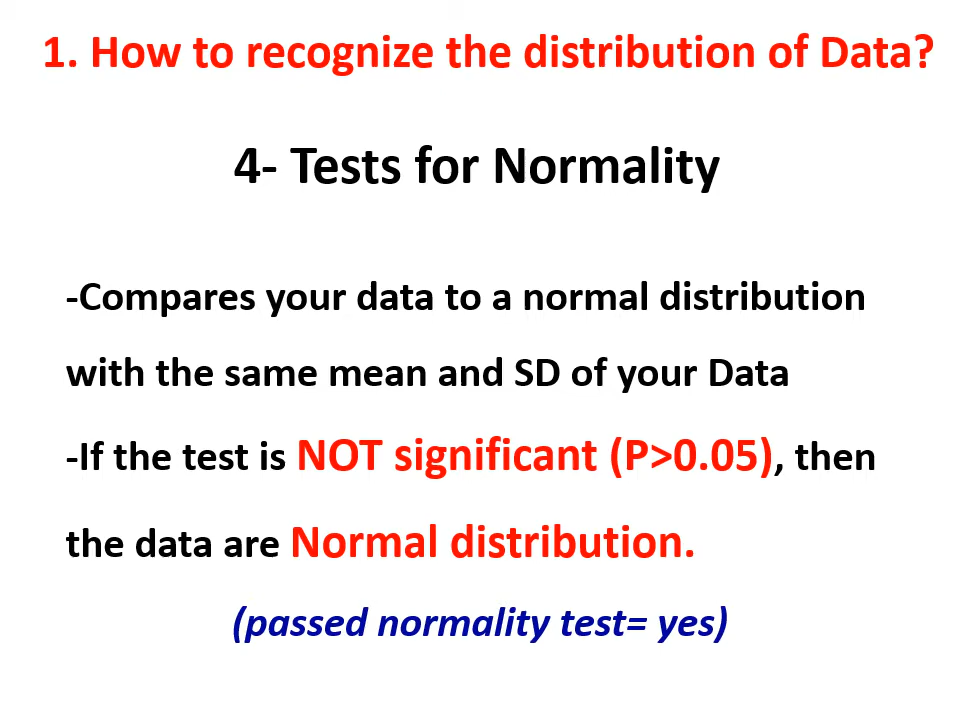 1. How to recognize the distribution of Data?
4- Tests for Normality
-Compares your data to a normal distribution
with the same mean and SD of your Data
-If the test is NOT significant (P>0.05), then
the data are Normal distribution.
(passed normality test= yes)